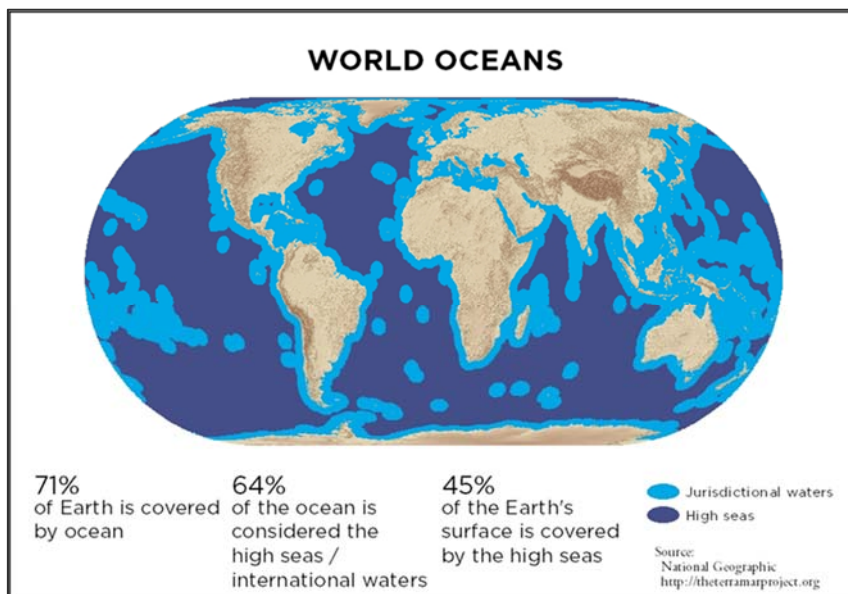 WORLD OCEANS
71%
of Earth is covered
by ocean
64%
of the ocean is
considered the
high seas /
international waters
45%
of the Earth's
surface is covered
by the high seas
Jurisdictional waters
High seas
Source:
National Geographic
http://theterramarproject.org